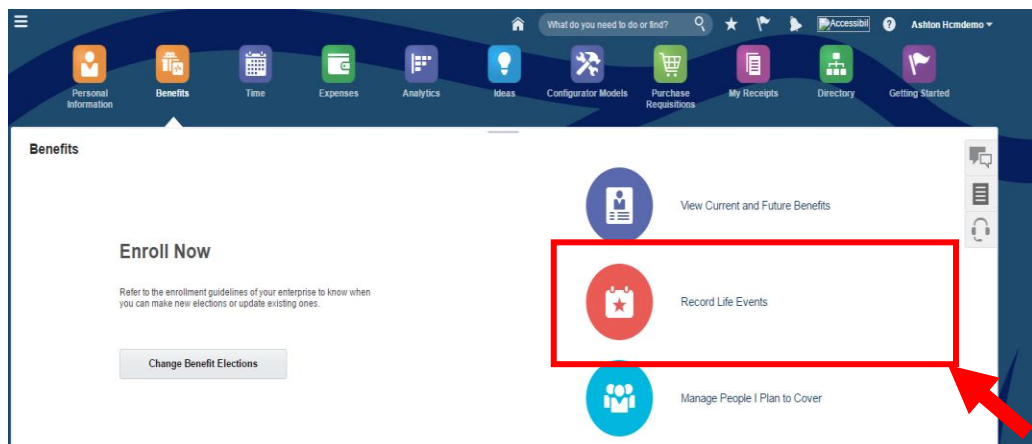 What do you need to do or find?
Accessibil
?
Ashton Hcmdemo
Personal
Information
Benefits
Time
Expenses
Analytics
Ideas
Configurator Models
Purchase
Requisitions
My Receipts
Directory
Getting Started
Benefits
View Current and Future Benefits
Enroll Now
Refer to the enrollment guidelines of your enterprise to know when
you can make new elections or update existing ones.
Record Life Events
Change Benefit Elections
Manage People I Plan to Cover